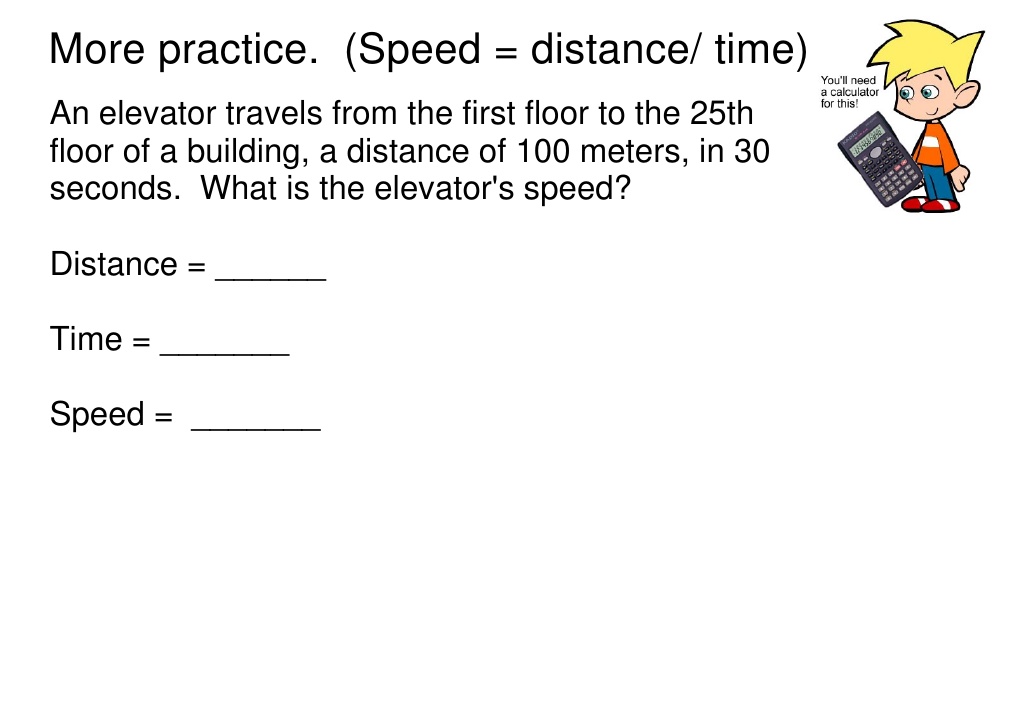 More practice.  (Speed = distance/ time)
You'll need
a calculator
for this!
An elevator travels from the first floor to the 25th
floor of a building, a distance of 100 meters, in 30
seconds.  What is the elevator's speed?
Distance = ______
Time = _______
Speed =  _______